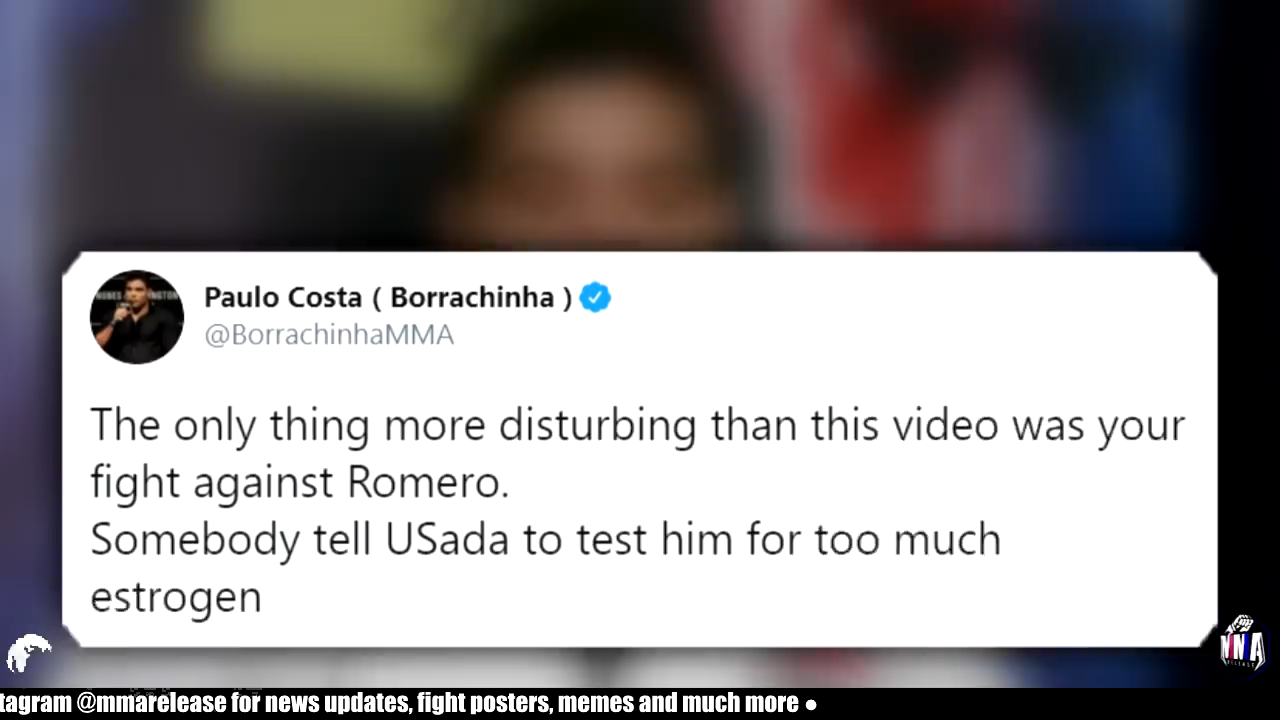 Paulo Costa ( Borrachinha )
@BorrachinhaMMA
The only thing more disturbing than this video was your
fight against Romero.
Somebody tell USada to test him for too much
estrogen
MMA
RELEASE
tagram @mmarelease for news updates, fight posters, memes and much more ●